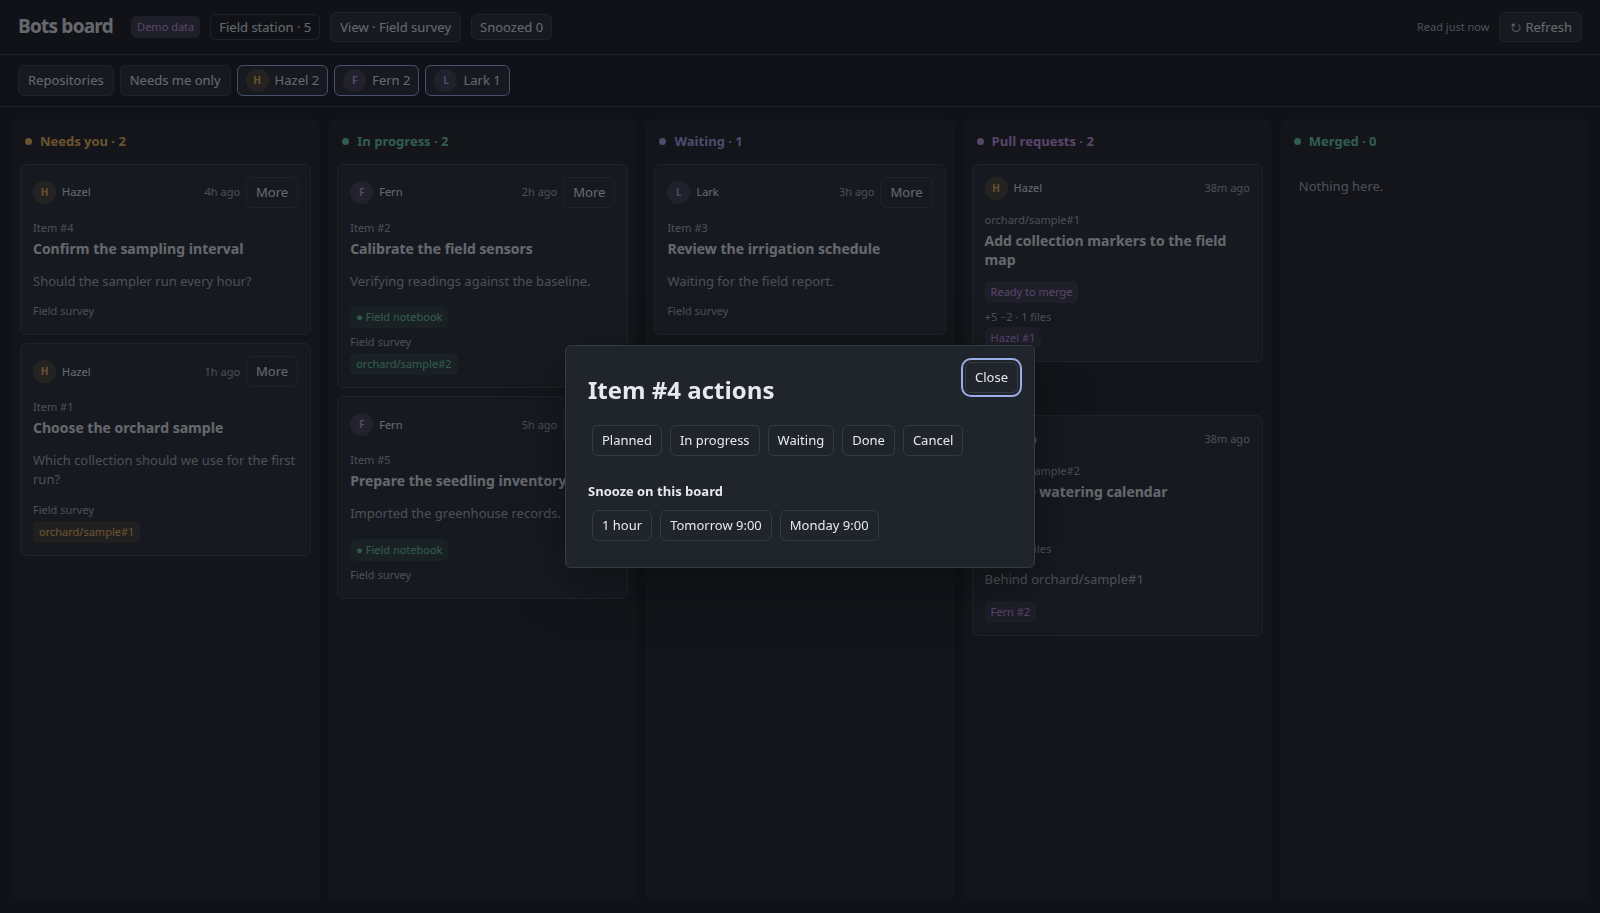 Bots board
Demo data
Field station · 5
View · Field survey
Snoozed 0
Read just now
↻ Refresh
Repositories
Needs me only
H Hazel 2
F Fern 2
L Lark 1
Needs you · 2
H Hazel 4h ago More
Item #4
Confirm the sampling interval
Should the sampler run every hour?
Field survey
H Hazel 1h ago More
Item #1
Choose the orchard sample
Which collection should we use for the first
run?
Field survey
orchard/sample#1
In progress · 2
F Fern 2h ago More
Item #2
Calibrate the field sensors
Verifying readings against the baseline.
● Field notebook
Field survey
orchard/sample#2
F Fern 5h ago
Item #5
Prepare the seedling inventory
Imported the greenhouse records.
● Field notebook
Field survey
Waiting · 1
L Lark 3h ago More
Item #3
Review the irrigation schedule
Waiting for the field report.
Field survey
Pull requests · 2
H Hazel 38m ago
orchard/sample#1
Add collection markers to the field
map
Ready to merge
+5 −2 · 1 files
Hazel #1
38m ago
watering calendar
Behind orchard/sample#1
Fern #2
Merged · 0
Nothing here.
Item #4 actions
Close
Planned
In progress
Waiting
Done
Cancel
Snooze on this board
1 hour
Tomorrow 9:00
Monday 9:00